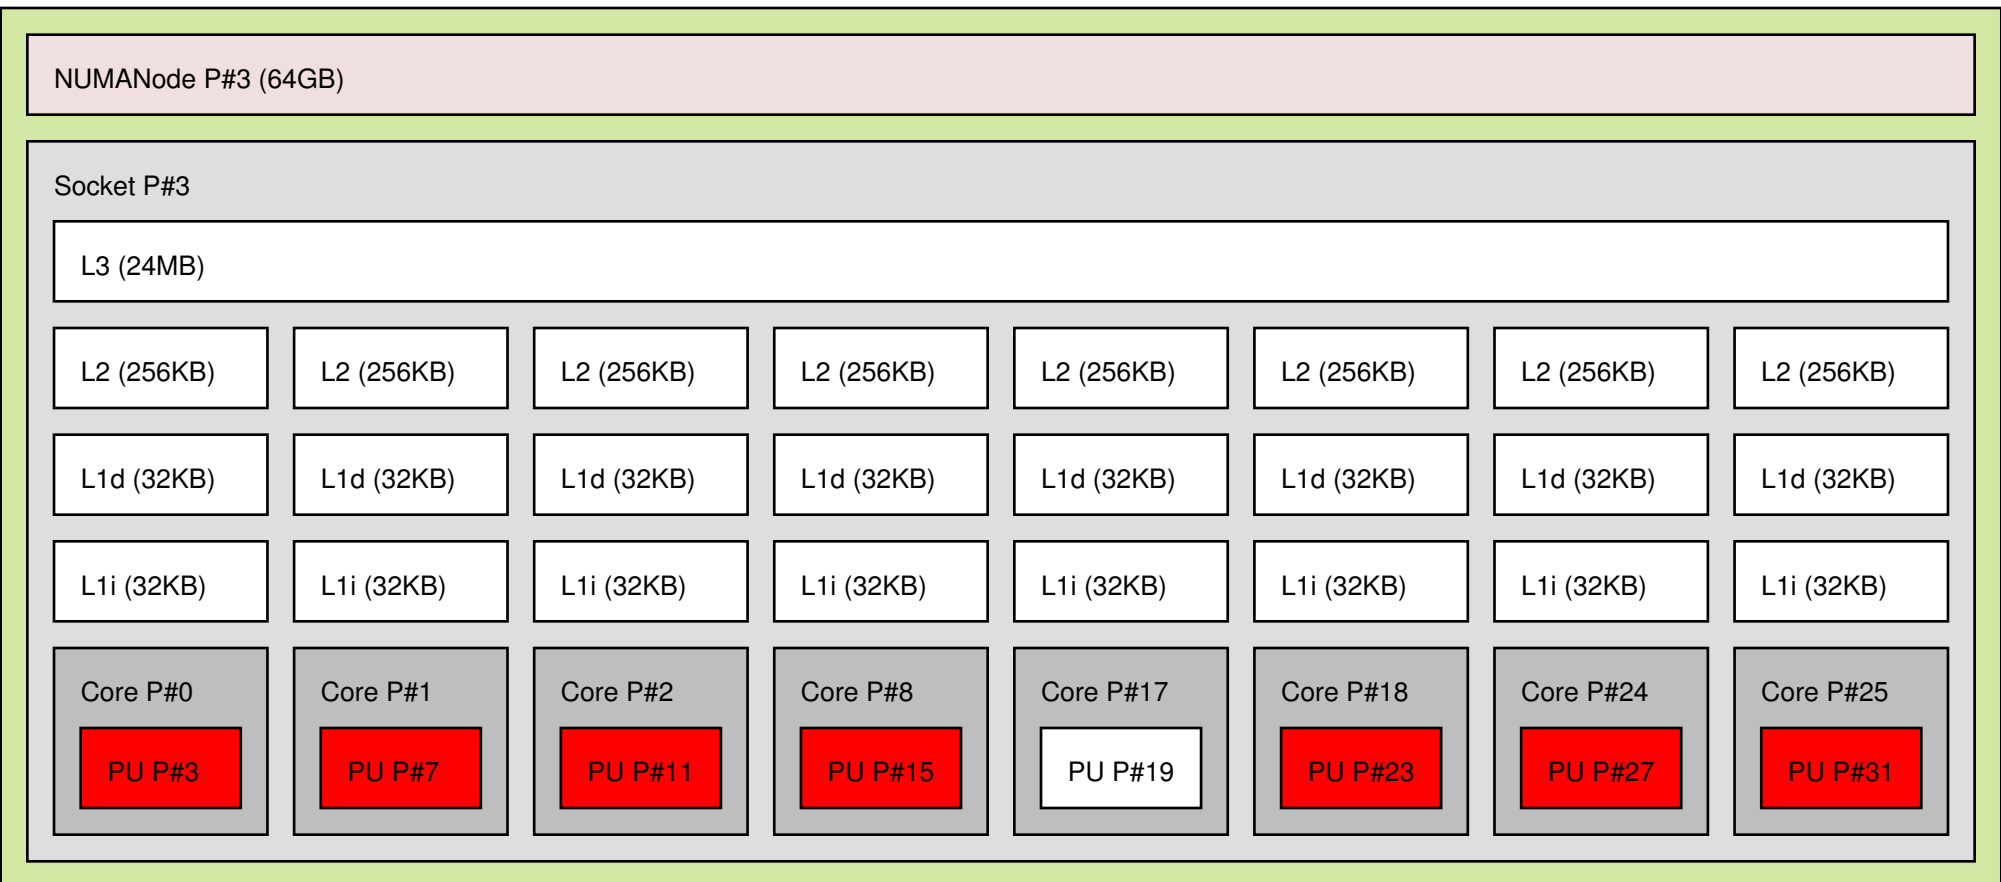 NUMANode P#3 (64GB)
Socket P#3
L3 (24MB)
L2 (256KB) L2 (256KB) L2 (256KB) L2 (256KB) L2 (256KB) L2 (256KB) L2 (256KB) L2 (256KB)
L1d (32KB) L1d (32KB) L1d (32KB) L1d (32KB) L1d (32KB) L1d (32KB) L1d (32KB) L1d (32KB)
L1i (32KB) L1i (32KB) L1i (32KB) L1i (32KB) L1i (32KB) L1i (32KB) L1i (32KB) L1i (32KB)
Core P#0 Core P#1 Core P#2 Core P#8 Core P#17 Core P#18 Core P#24 Core P#25
PU P#3 PU P#7 PU P#11 PU P#15 PU P#19 PU P#23 PU P#27 PU P#31